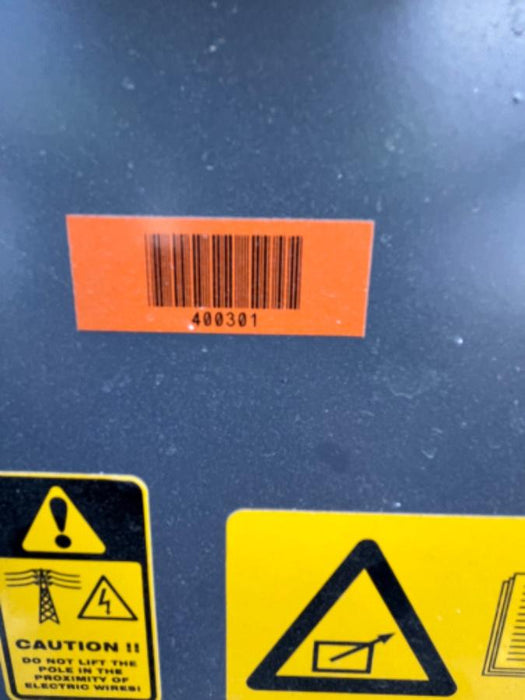 400301
CAUTION !!
DO NOT LIFT THE
POLE IN THE
PROXIMITY OF
ELECTRIC WIRES!